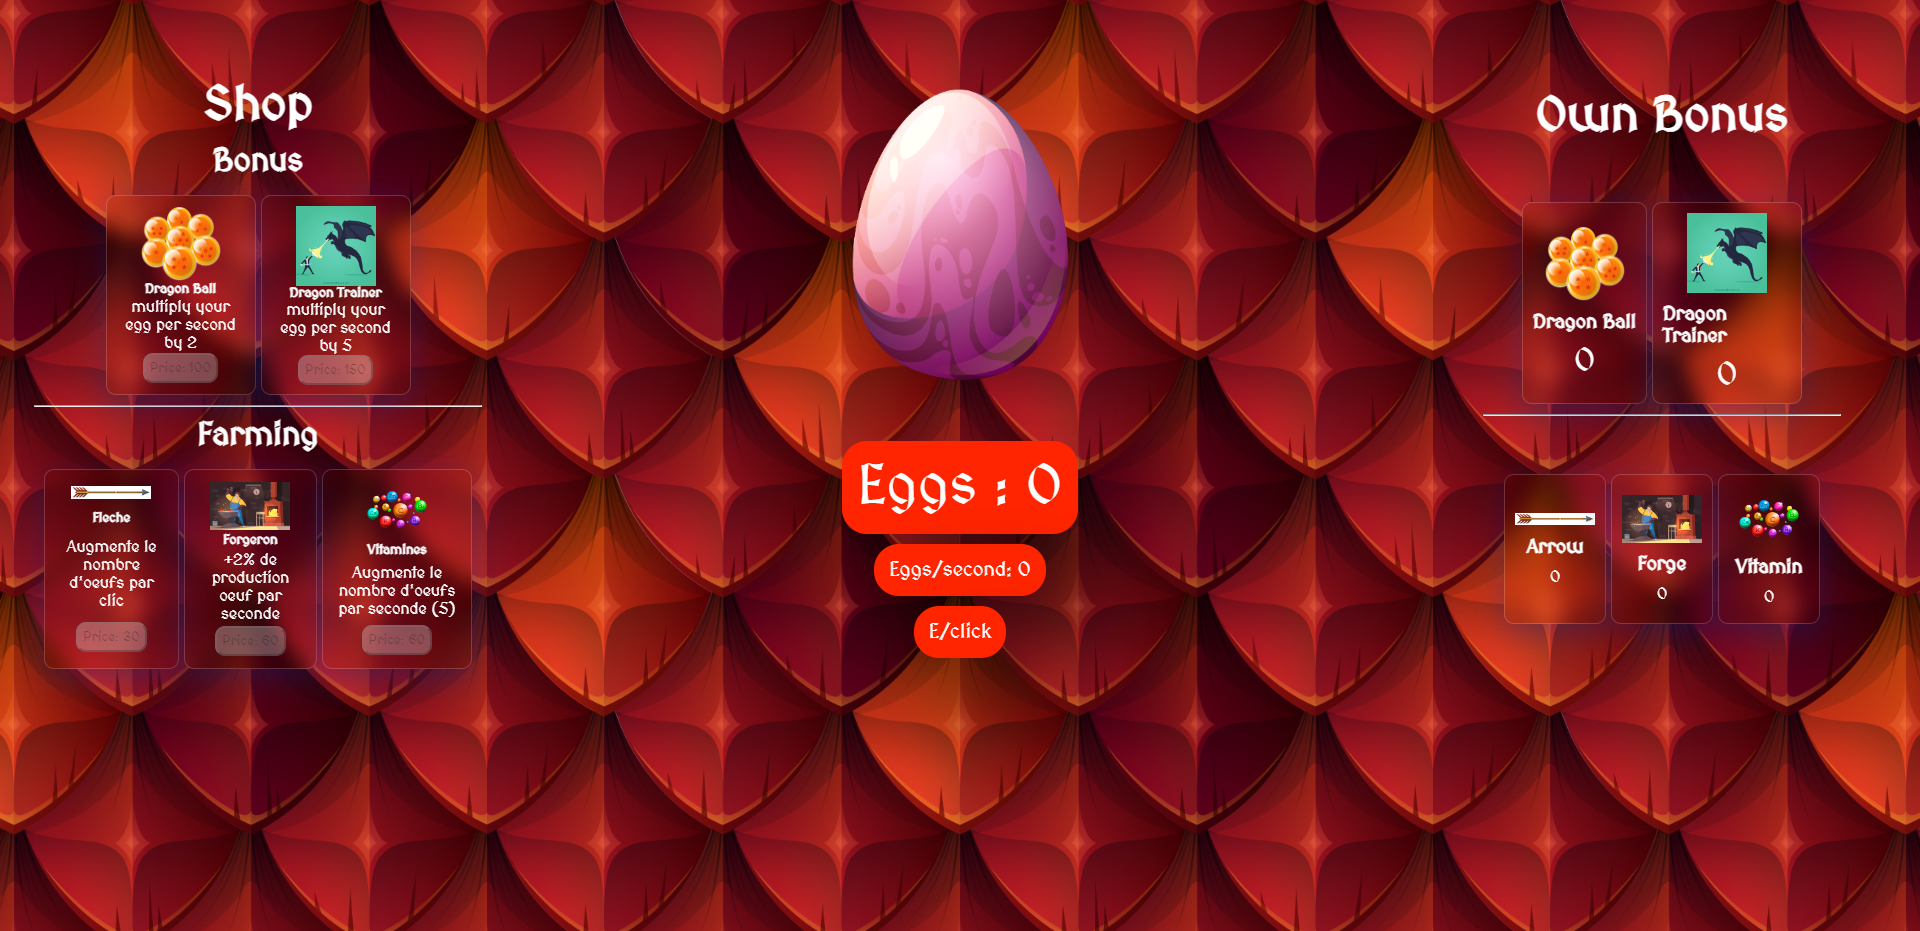 Shop
Bonus
Dragon Ball
multiply your
egg per second
by 2
Price: 100
Dragon Trainer
multiply your
egg per second
by 5
Price: 150
Farming
Fleche
Augmente le
nombre
d'oeufs par
clic
Price: 30
Forgeron
+2% de
production
oeuf par
seconde
Price: 60
Vitamines
Augmente le
nombre d'oeufs
par seconde (5)
Price: 60
Eggs : 0
Eggs/second: 0
E/click
Own Bonus
Dragon Ball
0
Dragon
Trainer
0
Arrow
0
Forge
0
Vitamin
0